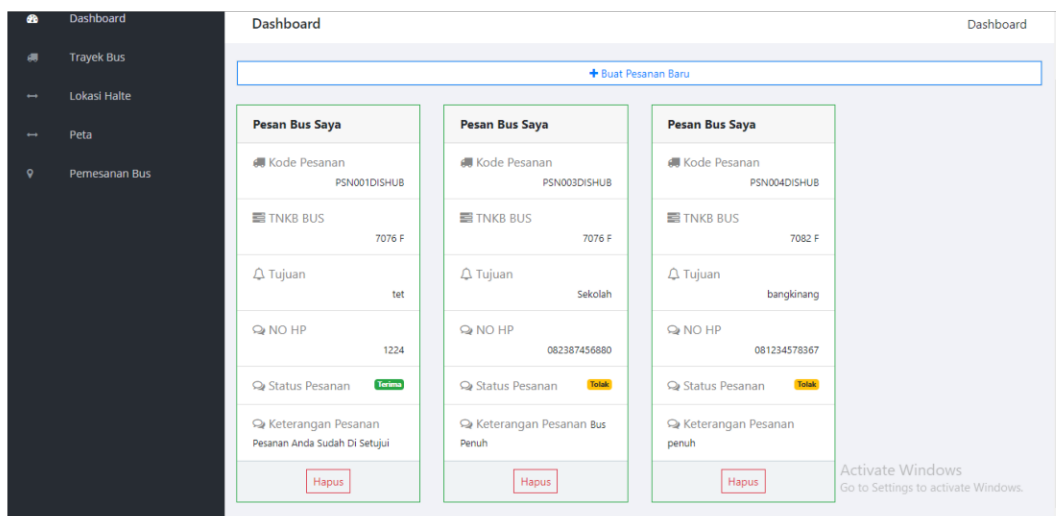 Dashboard
Trayek Bus
Lokasi Halte
Peta
Pemesanan Bus
Dashboard
Dashboard
+ Buat Pesanan Baru
Pesan Bus Saya
Kode Pesanan
PSN001DISHUB
TNKB BUS
7076 F
Tujuan
tet
NO HP
1224
Status Pesanan Terima
Keterangan Pesanan
Pesanan Anda Sudah Di Setujui
Hapus
Pesan Bus Saya
Kode Pesanan
PSN003DISHUB
TNKB BUS
7076 F
Tujuan
Sekolah
NO HP
082387456880
Status Pesanan Tolak
Keterangan Pesanan Bus
Penuh
Hapus
Pesan Bus Saya
Kode Pesanan
PSN004DISHUB
TNKB BUS
7082 F
Tujuan
bangkinang
NO HP
081234578367
Status Pesanan Tolak
Keterangan Pesanan
penuh
Hapus
Activate Windows
Go to Settings to activate Windows.